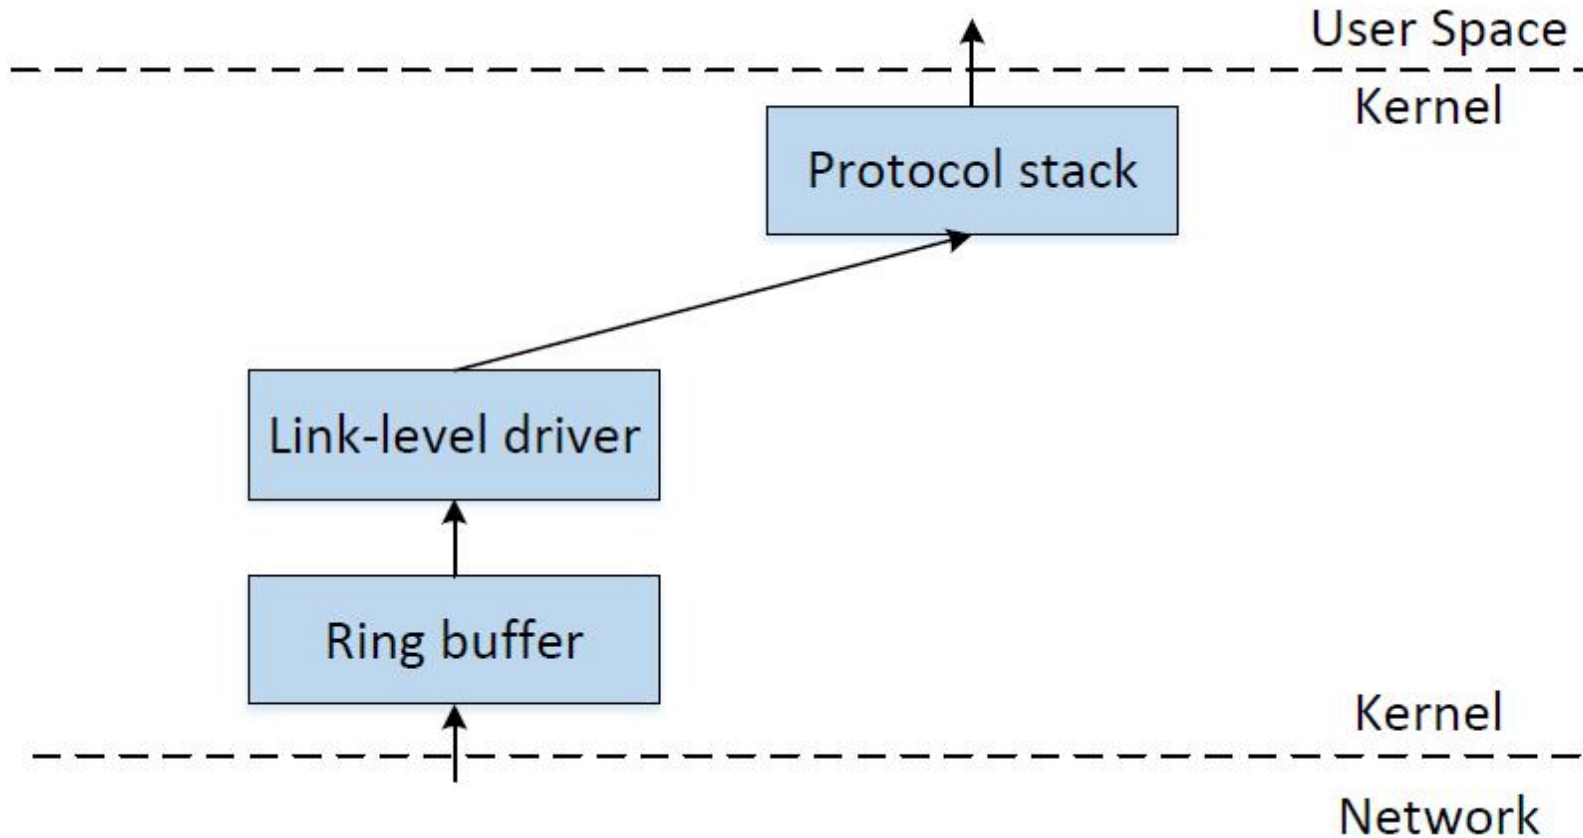 User Space
Kernel
Protocol stack
Link-level driver
Ring buffer
Kernel
Network